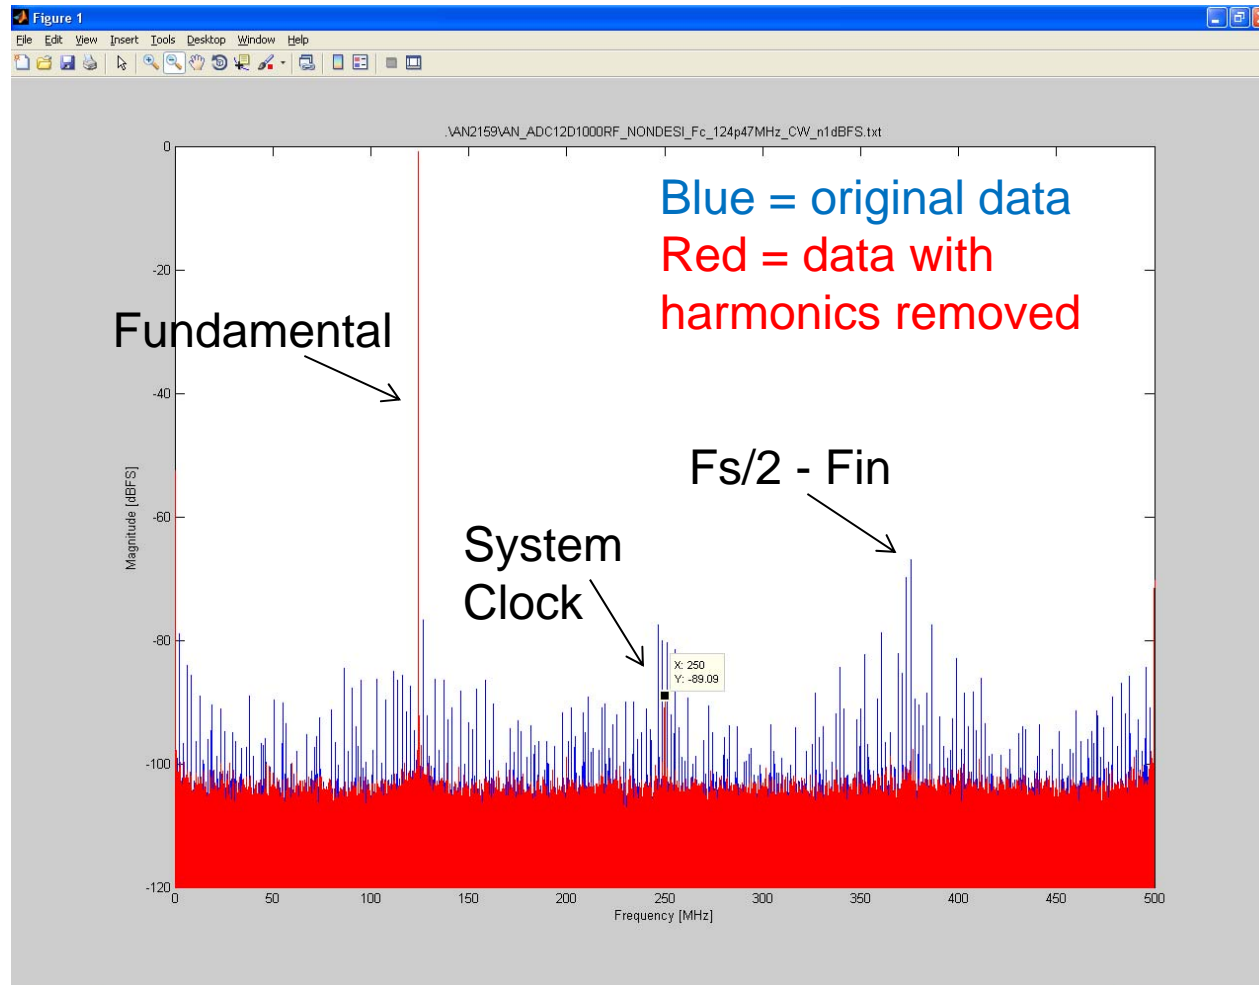 Figure 1
File Edit View Insert Tools Desktop Window Help
.\AN2159\AN_ADC12D1000RF_NONDESI_Fc_124p47MHz_CW_n1dBFS.txt
Blue = original data
Red = data with
harmonics removed
Fundamental
Fs/2 - Fin
System
Clock
X: 250
Y: -89.09
Magnitude [dBFS]
0
-20
-40
-60
-80
-100
-120
0 50 100 150 200 250 300 350 400 450 500
Frequency [MHz]